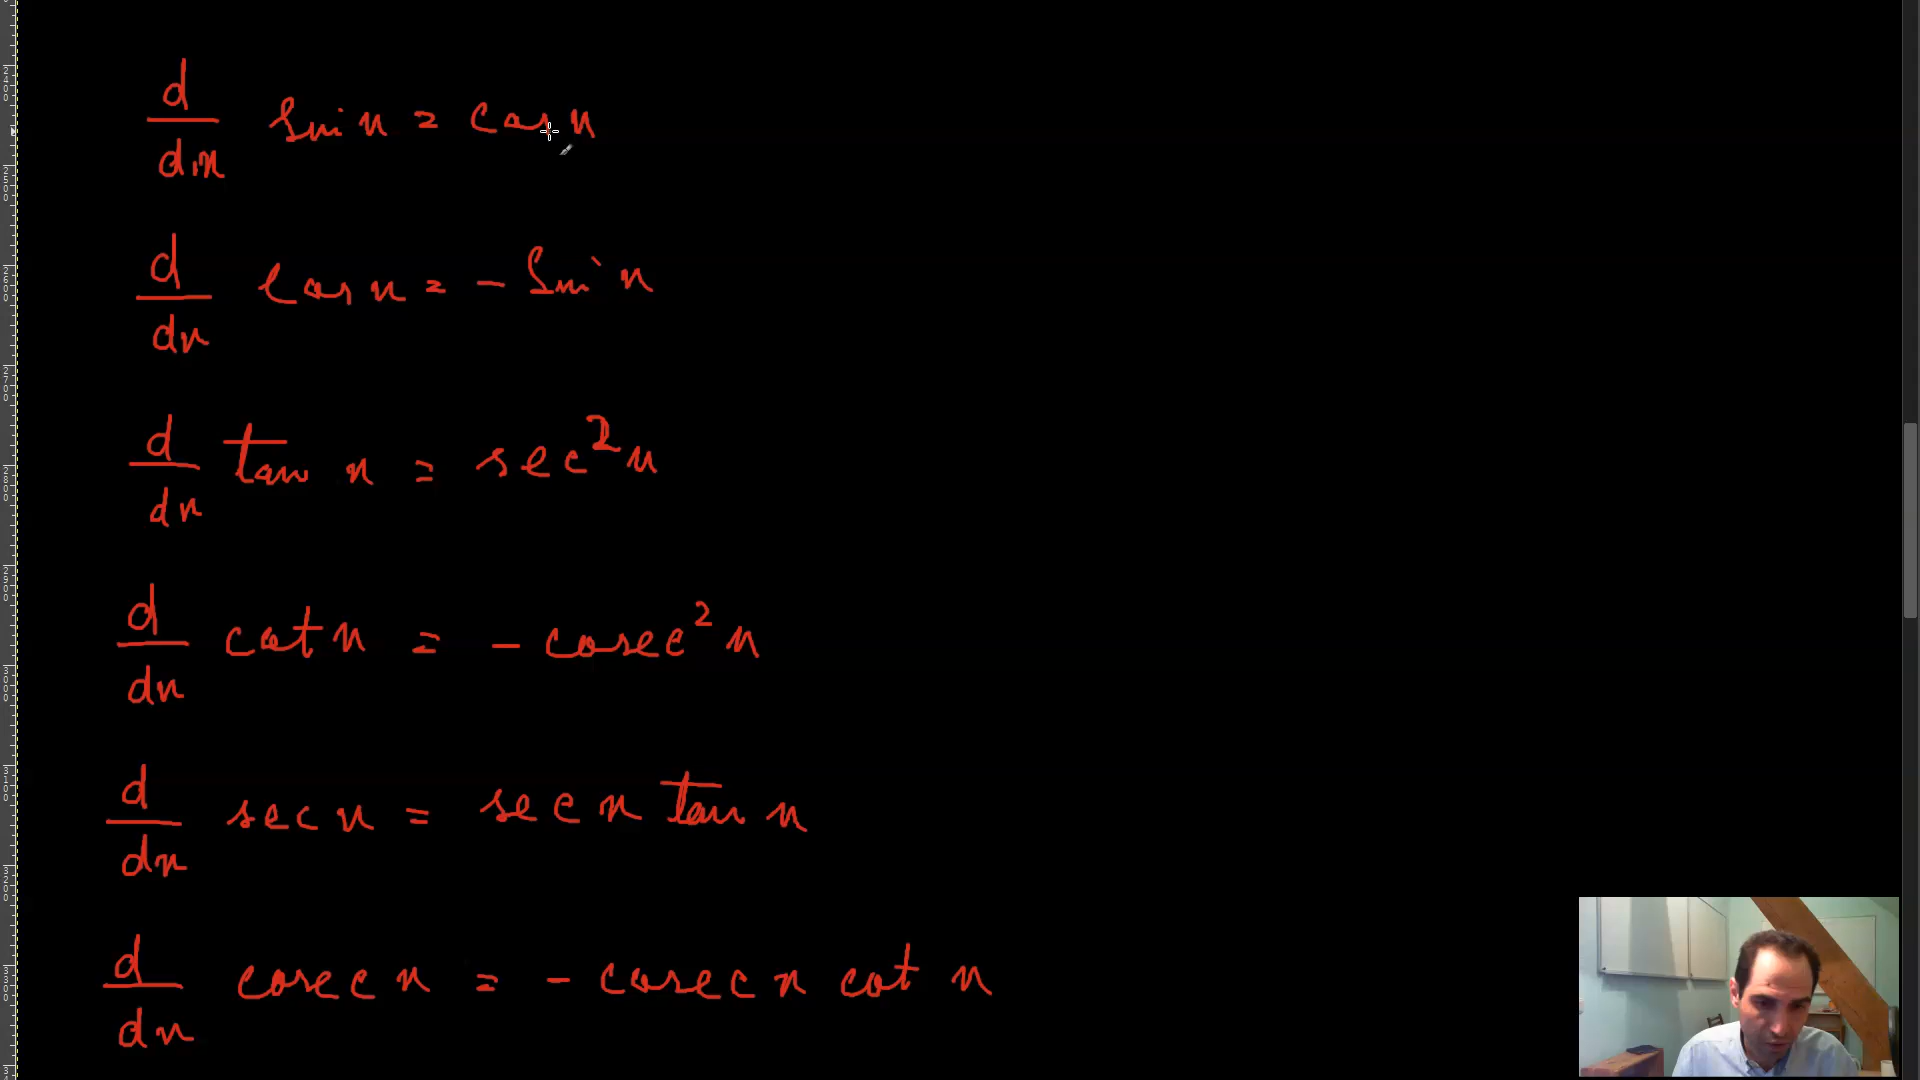 d/dx sin x = cos x
d/dx cos x = - sin x
d/dx tan x = sec² x
d/dx cot x = - cosec² x
d/dx sec x = sec x tan x
d/dx cosec x = - cosec x cot x